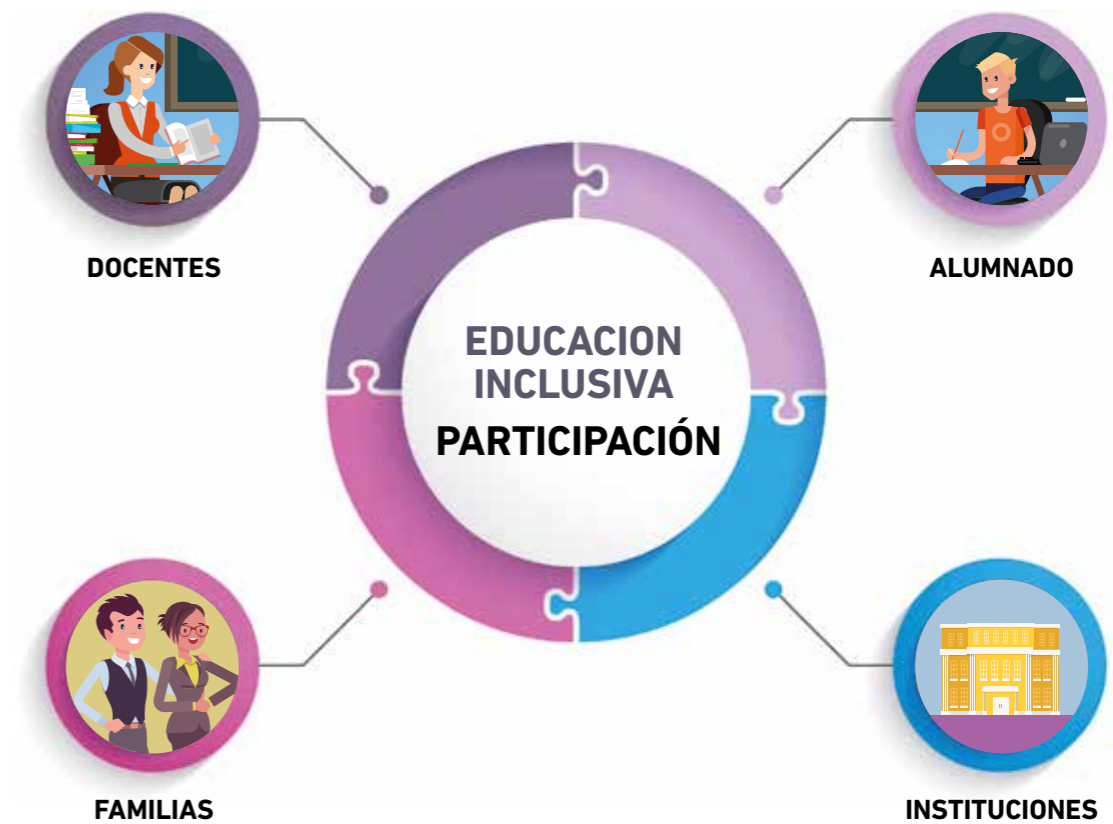 DOCENTES
ALUMNADO
EDUCACION
INCLUSIVA
PARTICIPACIÓN
FAMILIAS
INSTITUCIONES